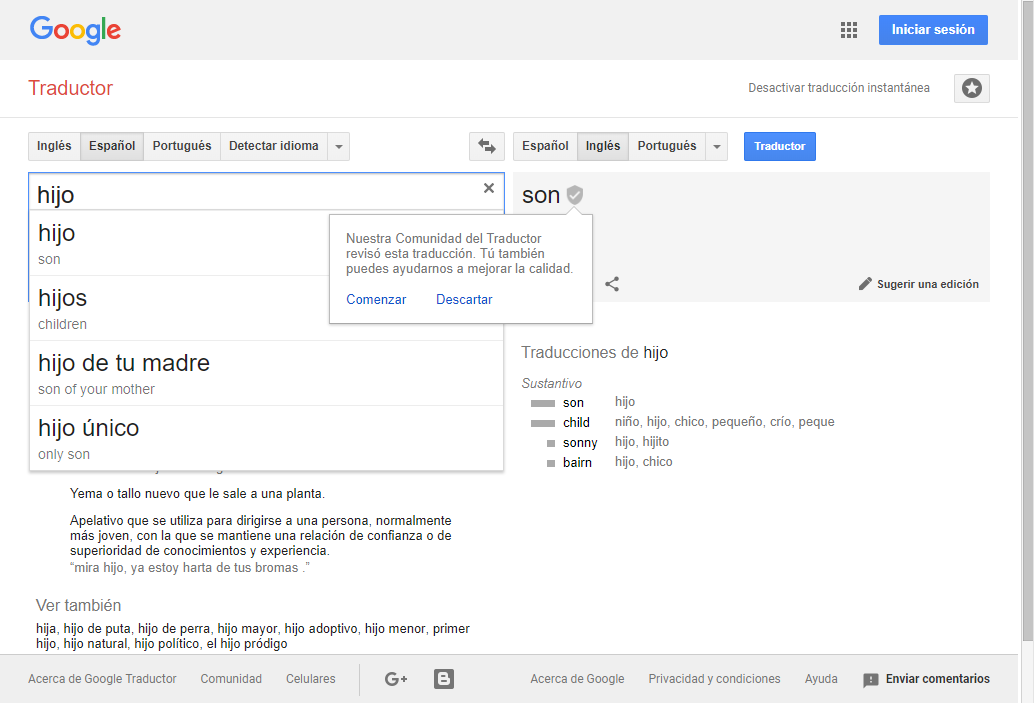 Google
Iniciar sesión
Traductor
Desactivar traducción instantánea
Inglés Español Português Detectar idioma
Español Inglés Português Traductor
hijo
son
hijo
son
hijos
children
hijo de tu madre
son of your mother
hijo único
only son
Nuestra Comunidad del Traductor
revisó esta traducción. Tú también
puedes ayudarnos a mejorar la calidad.
Comenzar Descartar
Sugerir una edición
Traducciones de hijo
Sustantivo
son hijo
child niño, hijo, chico, pequeño, crío, peque
sonny hijo, hijito
bairn hijo, chico
Yema o tallo nuevo que le sale a una planta.
Apelativo que se utiliza para dirigirse a una persona, normalmente
más joven, con la que se mantiene una relación de confianza o de
superioridad de conocimientos y experiencia.
“mira hijo, ya estoy harta de tus bromas .”
Ver también
hija, hijo de puta, hijo de perra, hijo mayor, hijo adoptivo, hijo menor, primer
hijo, hijo natural, hijo político, el hijo pródigo
Acerca de Google Traductor Comunidad Celulares G+ B Acerca de Google Privacidad y condiciones Ayuda Enviar comentarios